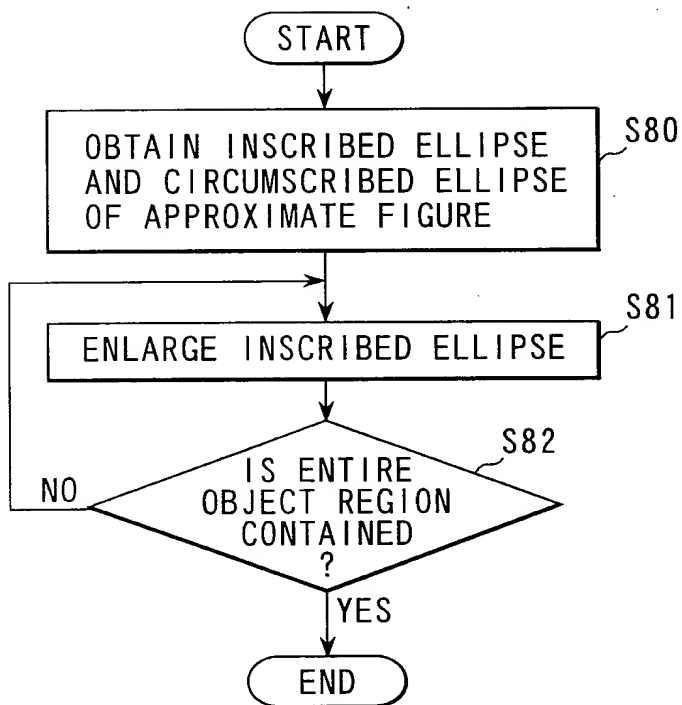 START
OBTAIN INSCRIBED ELLIPSE
AND CIRCUMSCRIBED ELLIPSE
OF APPROXIMATE FIGURE
S80
S81
ENLARGE INSCRIBED ELLIPSE
S82
IS ENTIRE
OBJECT REGION
CONTAINED
?
NO
YES
END